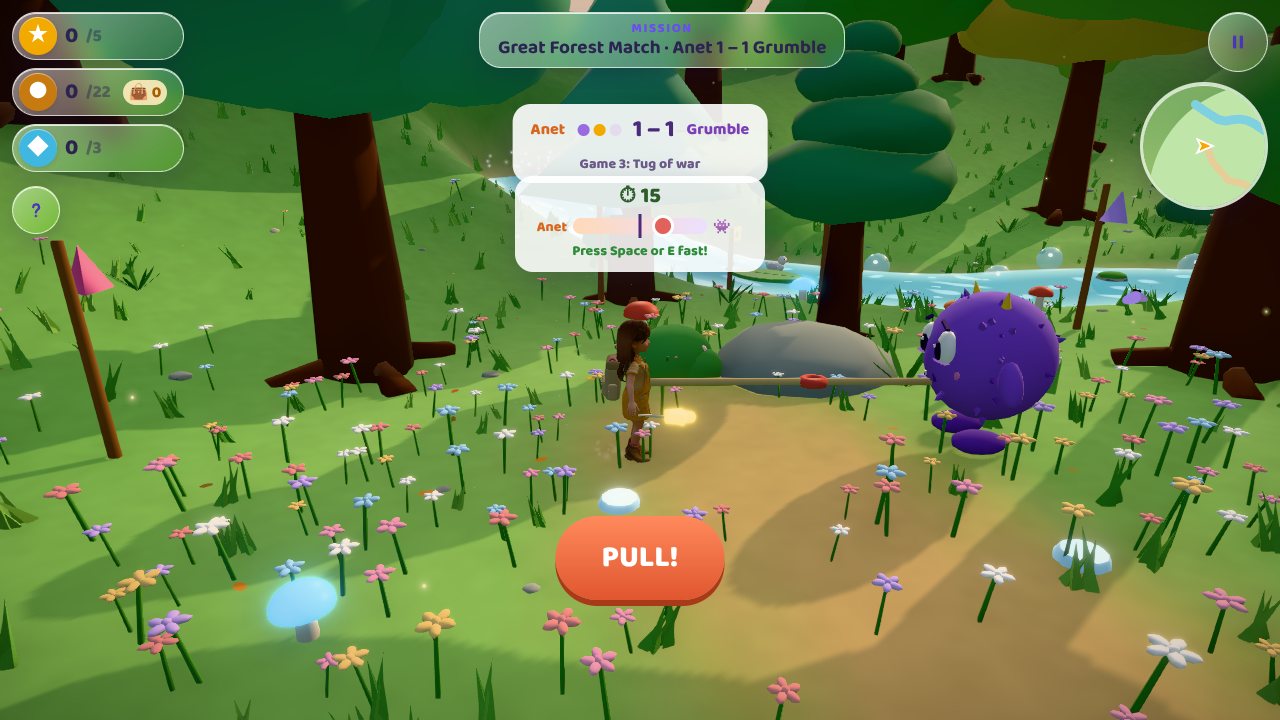 0 /5
0 /22 0
0 /3
?
MISSION
Great Forest Match · Anet 1 – 1 Grumble
Anet 1 – 1 Grumble
Game 3: Tug of war
15
Anet
Press Space or E fast!
PULL!